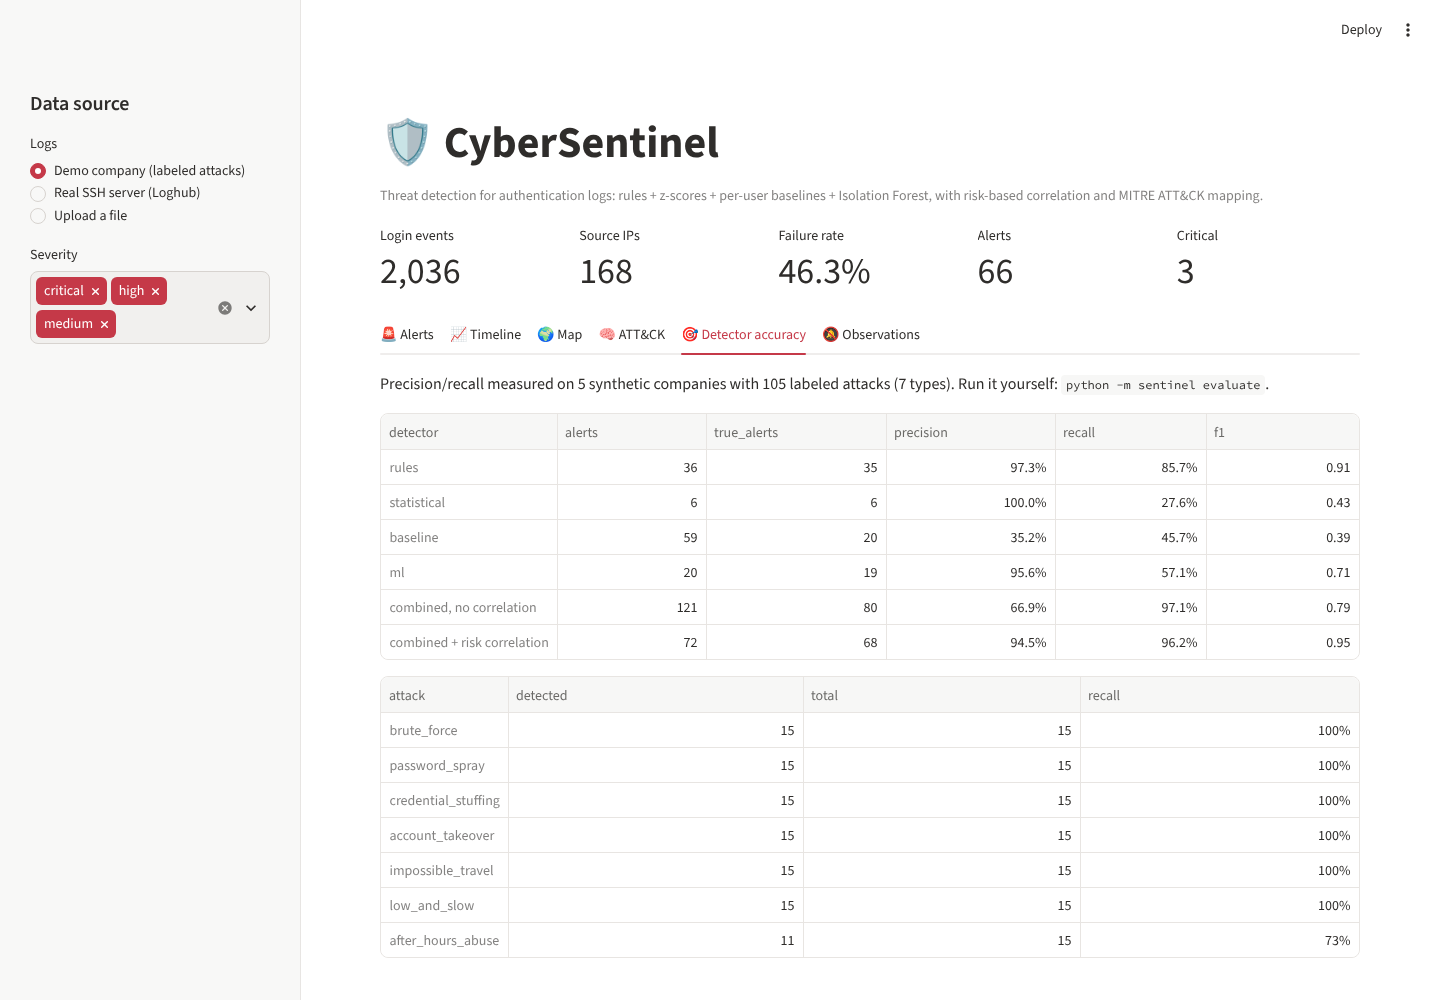 Deploy
Data source
Logs
Demo company (labeled attacks)
Real SSH server (Loghub)
Upload a file
Severity
critical
high
medium
CyberSentinel
Threat detection for authentication logs: rules + z-scores + per-user baselines + Isolation Forest, with risk-based correlation and MITRE ATT&CK mapping.
Login events Source IPs Failure rate Alerts Critical
2,036 168 46.3% 66 3
Alerts Timeline Map ATT&CK Detector accuracy Observations
Precision/recall measured on 5 synthetic companies with 105 labeled attacks (7 types). Run it yourself: python -m sentinel evaluate.
detector alerts true_alerts precision recall f1
rules 36 35 97.3% 85.7% 0.91
statistical 6 6 100.0% 27.6% 0.43
baseline 59 20 35.2% 45.7% 0.39
ml 20 19 95.6% 57.1% 0.71
combined, no correlation 121 80 66.9% 97.1% 0.79
combined + risk correlation 72 68 94.5% 96.2% 0.95
attack detected total recall
brute_force 15 15 100%
password_spray 15 15 100%
credential_stuffing 15 15 100%
account_takeover 15 15 100%
impossible_travel 15 15 100%
low_and_slow 15 15 100%
after_hours_abuse 11 15 73%